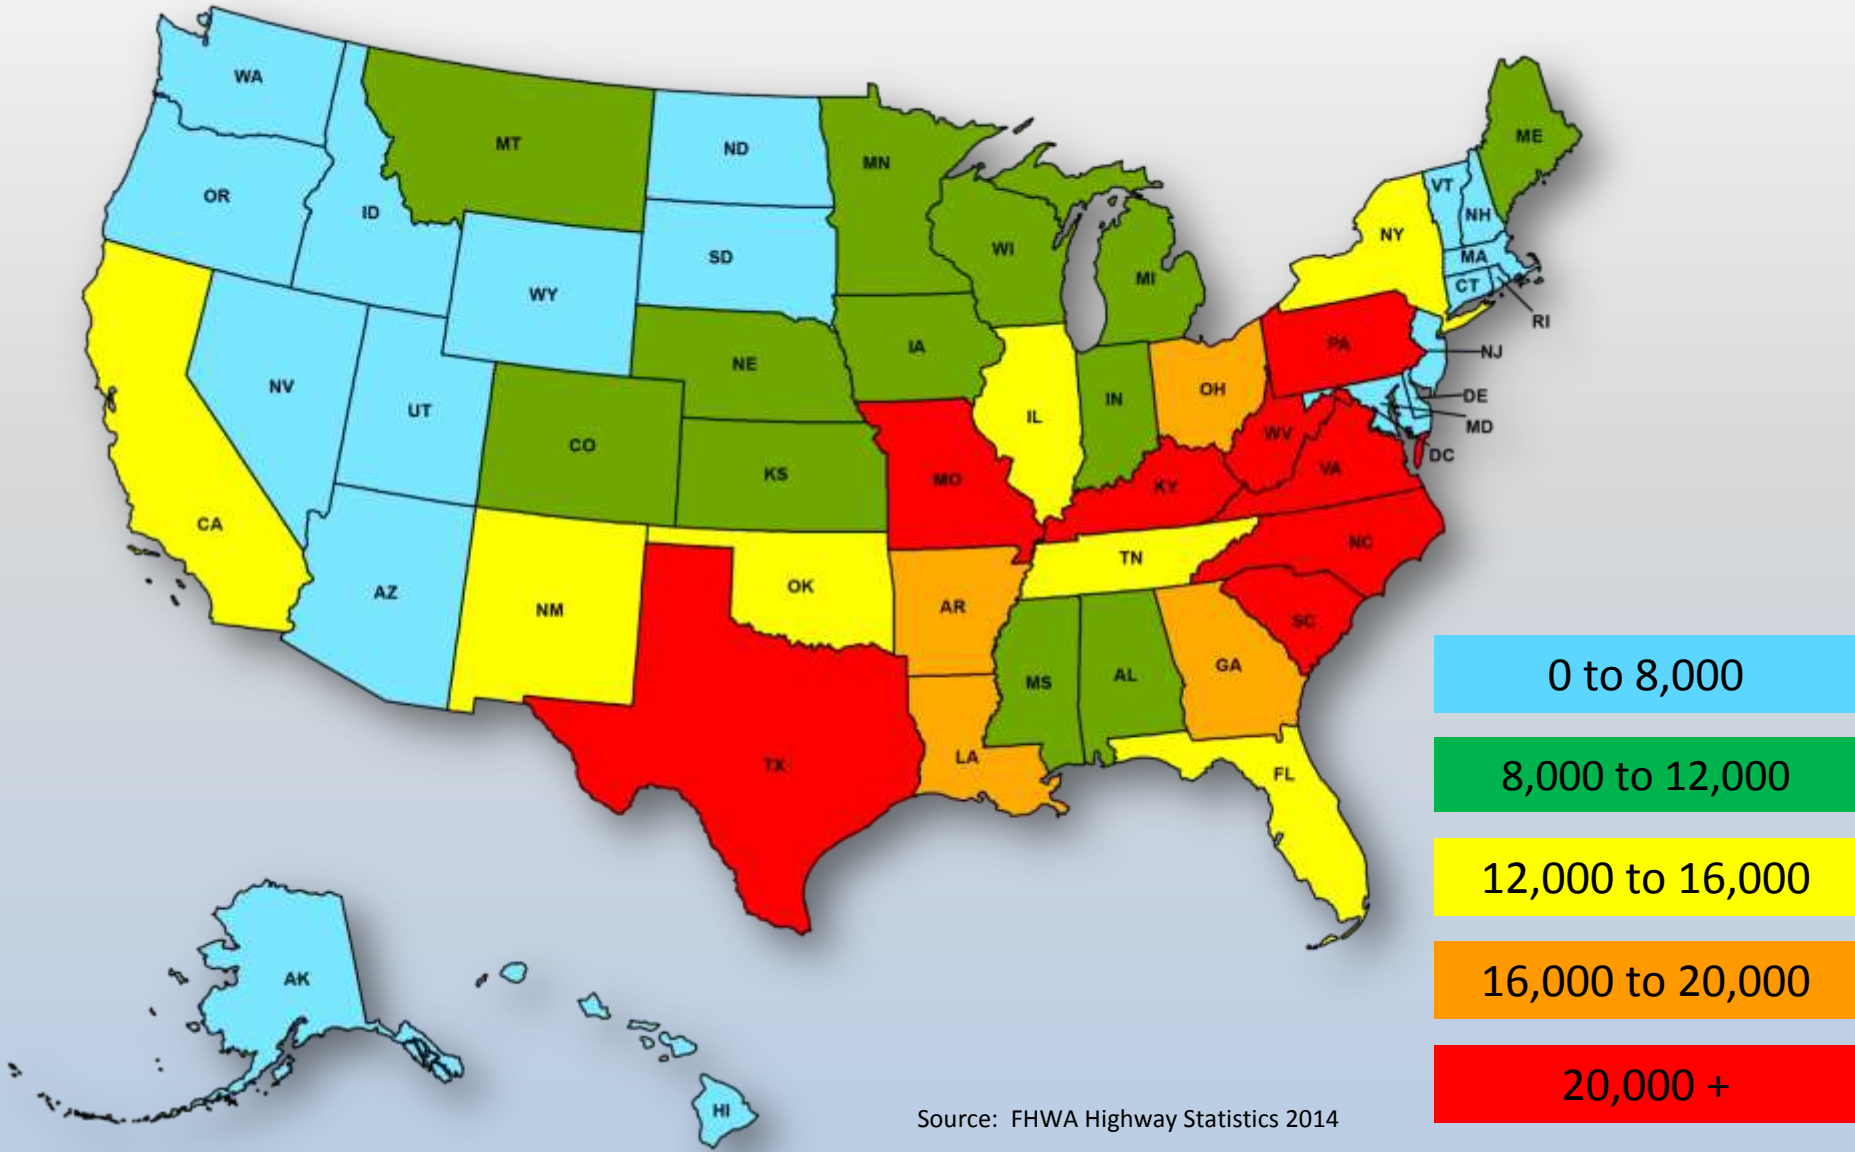 WA
MT
ND
MN
ME
OR
ID
VT
NH
NY
WI
SD
MI
MA
WY
CT
RI
IA
PA
NJ
NE
NV
UT
OH
DE
IN
IL
MD
CO
WV
DC
KS
MO
VA
KY
CA
NC
TN
AZ
NM
OK
AR
SC
GA
MS
AL
TX
LA
FL
AK
HI
0 to 8,000
8,000 to 12,000
12,000 to 16,000
16,000 to 20,000
20,000 +
Source: FHWA Highway Statistics 2014